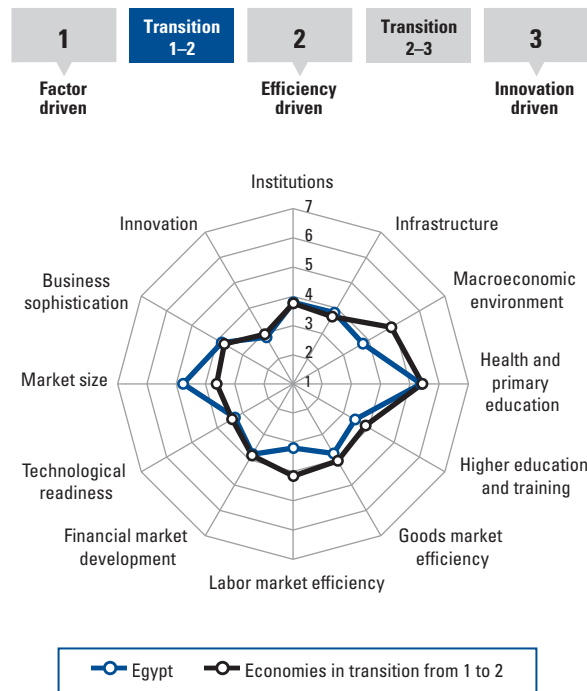 1
Transition
1–2
2
Transition
2–3
3
Factor
driven
Efficiency
driven
Innovation
driven
Institutions
Infrastructure
Macroeconomic
environment
Health and
primary
education
Higher education
and training
Goods market
efficiency
Labor market efficiency
Financial market
development
Technological
readiness
Market size
Business
sophistication
Innovation
7
6
5
4
3
2
1
Egypt
Economies in transition from 1 to 2